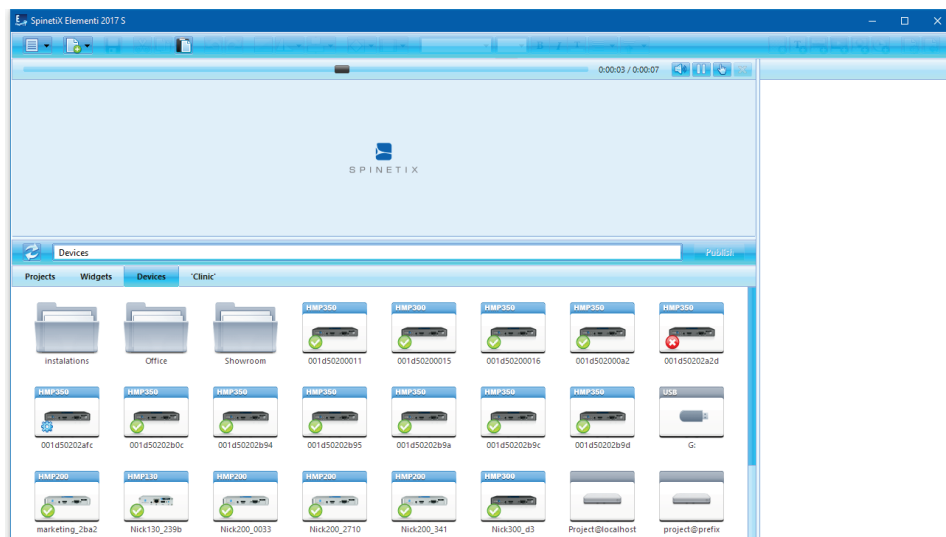 SpinetiX Elementi 2017 S
B I T
0:00:03 / 0:00:07
SPINETIX
Devices
Publish
Projects Widgets Devices 'Clinic'
HMP350 HMP300 HMP350 HMP350 HMP350
instalations Office Showroom 001d50200011 001d50200015 001d50200016 001d502000a2 001d50202a2d
HMP350 HMP350 HMP350 HMP350 HMP350 HMP350 HMP350 USB
001d50202afc 001d50202b0c 001d50202b94 001d50202b95 001d50202b9a 001d50202b9c 001d50202b9d G:
HMP200 HMP130 HMP200 HMP200 HMP200 HMP300
marketing_2ba2 Nick130_239b Nick200_0033 Nick200_2710 Nick200_341 Nick300_d3 Project@localhost project@prefix